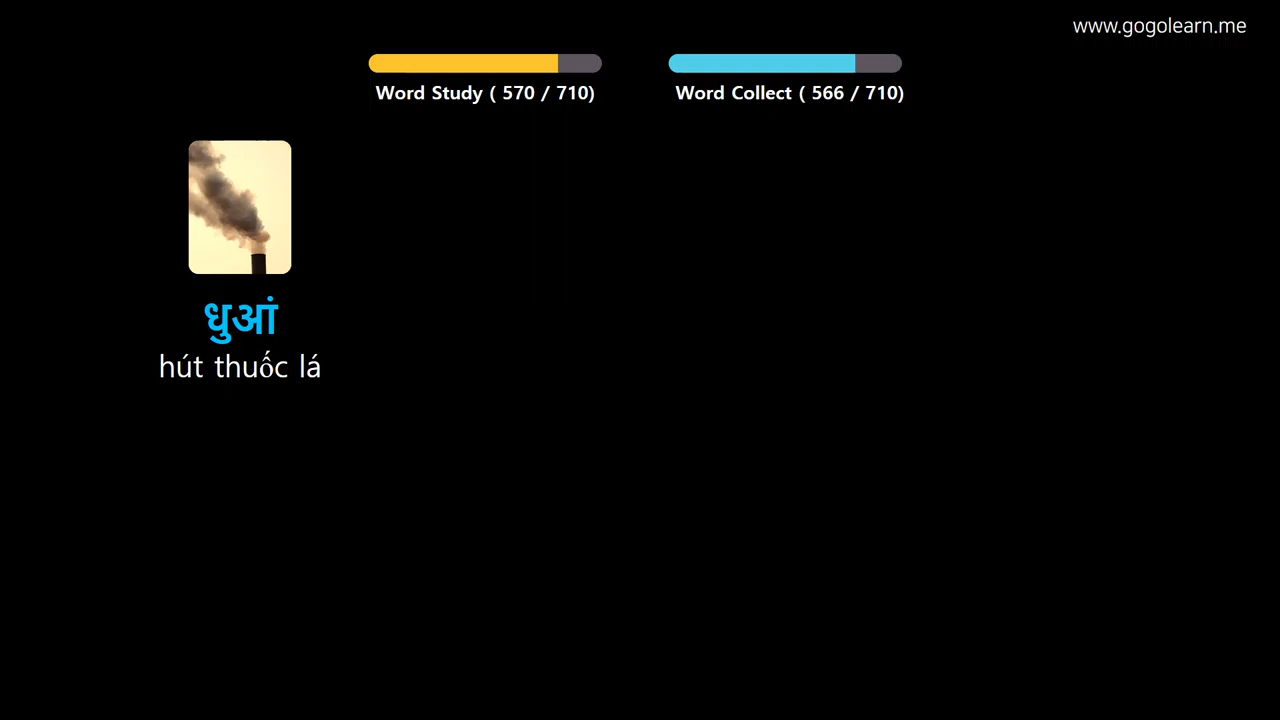 www.gogolearn.me
Word Study ( 570 / 710)
Word Collect ( 566 / 710)
धुआं
hút thuốc lá